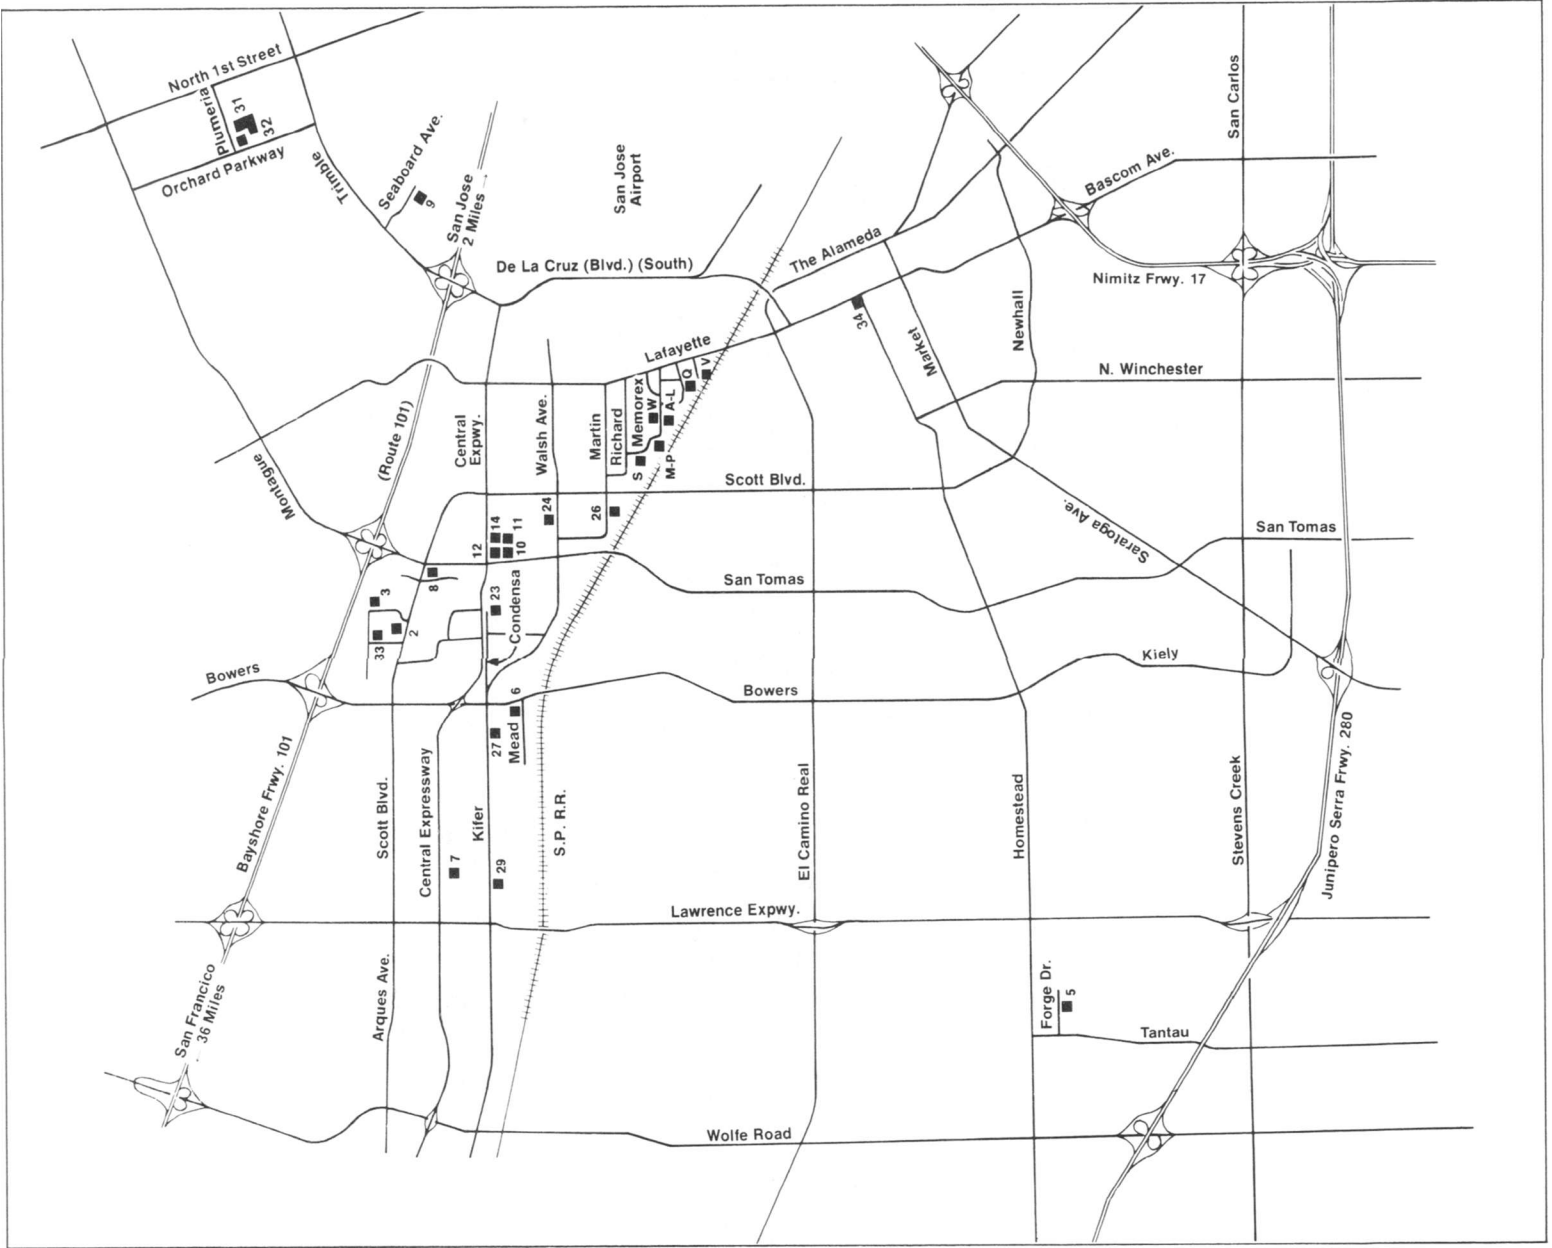 North 1st Street
Plumeria
31
32
Orchard Parkway
Trimble
Seaboard Ave.
9
San Jose
2 Miles
San Jose
Airport
De La Cruz (Blvd.) (South)
The Alameda
San Carlos
Bascom Ave.
Nimitz Frwy. 17
Newhall
Market
34
N. Winchester
Lafayette
V
Q
A-L
W
Memorex
M-P
S
Richard
Martin
Walsh Ave.
Central
Expwy.
(Route 101)
Montague
Scott Blvd.
24
26
14
11
12
10
Saratoga Ave.
San Tomas
San Tomas
8
3
2
33
23
Condensa
Bowers
Kiely
Bowers
6
27
Mead
Bayshore Frwy. 101
Scott Blvd.
Central Expressway
Kifer
S.P. R.R.
El Camino Real
Homestead
Stevens Creek
Junipero Serra Frwy. 280
7
29
Lawrence Expwy.
San Francico
36 Miles
Arques Ave.
Forge Dr.
5
Tantau
Wolfe Road